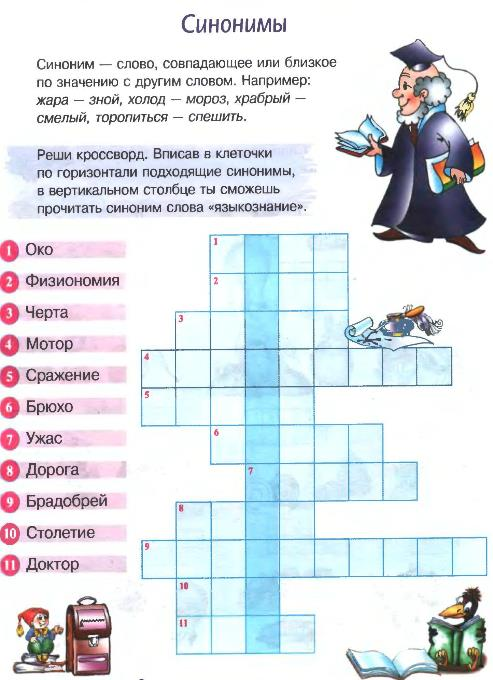 Синонимы
Синоним — слово, совпадающее или близкое
по значению с другим словом. Например:
жара — зной, холод — мороз, храбрый —
смелый, торопиться — спешить.
Реши кроссворд. Вписав в клеточки
по горизонтали подходящие синонимы,
в вертикальном столбце ты сможешь
прочитать синоним слова «языкознание».
1 Око
2 Физиономия
3 Черта
4 Мотор
5 Сражение
6 Брюхо
7 Ужас
8 Дорога
9 Брадобрей
10 Столетие
11 Доктор
1
2
3
4
5
6
7
8
9
10
11